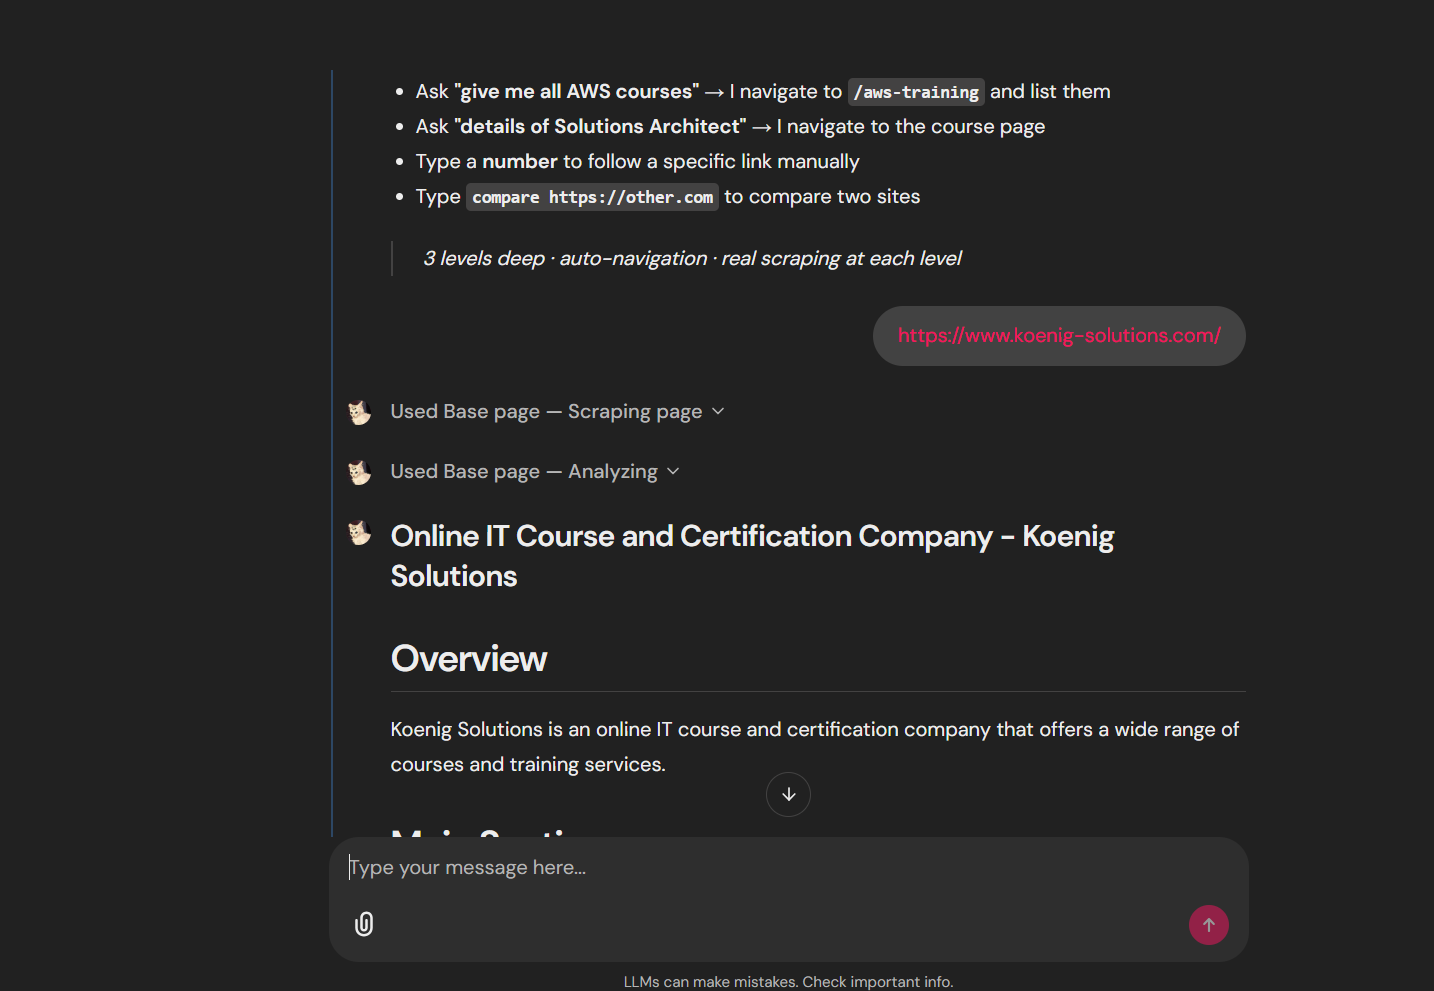 Ask "give me all AWS courses" → I navigate to /aws-training and list them
Ask "details of Solutions Architect" → I navigate to the course page
Type a number to follow a specific link manually
Type compare https://other.com to compare two sites
3 levels deep · auto-navigation · real scraping at each level
https://www.koenig-solutions.com/
Used Base page — Scraping page
Used Base page — Analyzing
Online IT Course and Certification Company - Koenig
Solutions
Overview
Koenig Solutions is an online IT course and certification company that offers a wide range of
courses and training services.
Type your message here...
LLMs can make mistakes. Check important info.